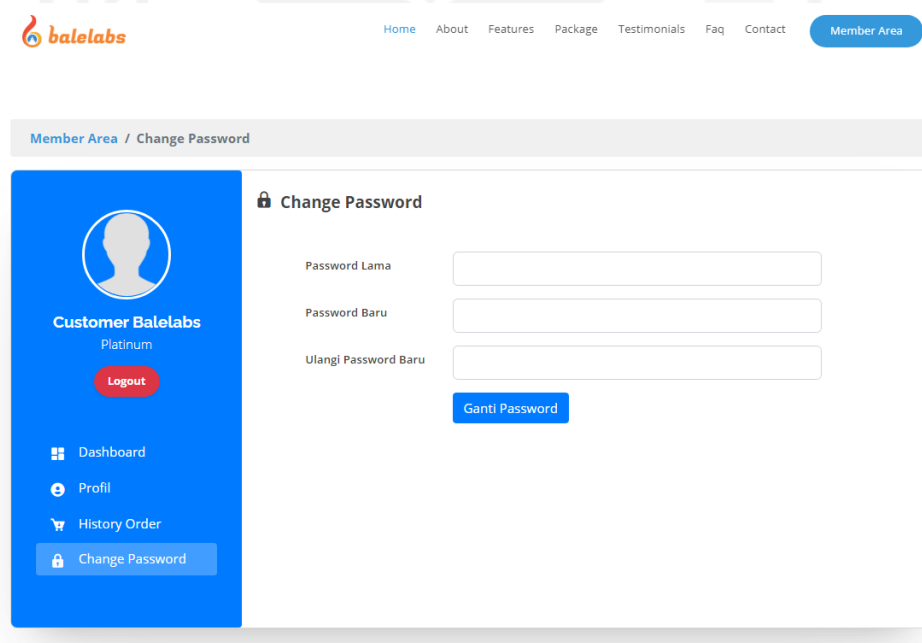 balelabs
Home About Features Package Testimonials Faq Contact Member Area
Member Area / Change Password
Change Password
Customer Balelabs
Platinum
Logout
Dashboard
Profil
History Order
Change Password
Password Lama
Password Baru
Ulangi Password Baru
Ganti Password